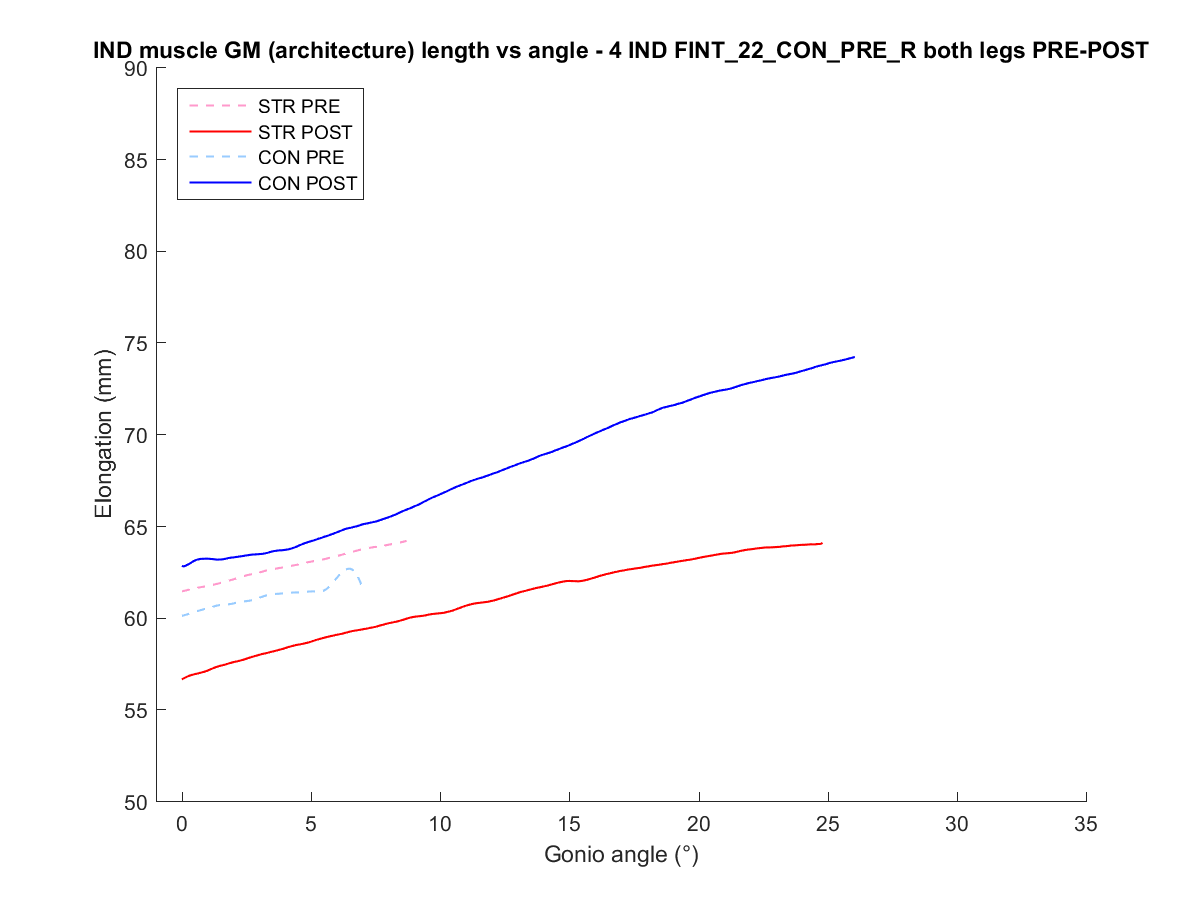 IND muscle GM (architecture) length vs angle - 4 IND FINT_22_CON_PRE_R both legs PRE-POST
90
85
80
75
70
65
60
55
50
Elongation (mm)
STR PRE
STR POST
CON PRE
CON POST
0 5 10 15 20 25 30 35
Gonio angle (°)